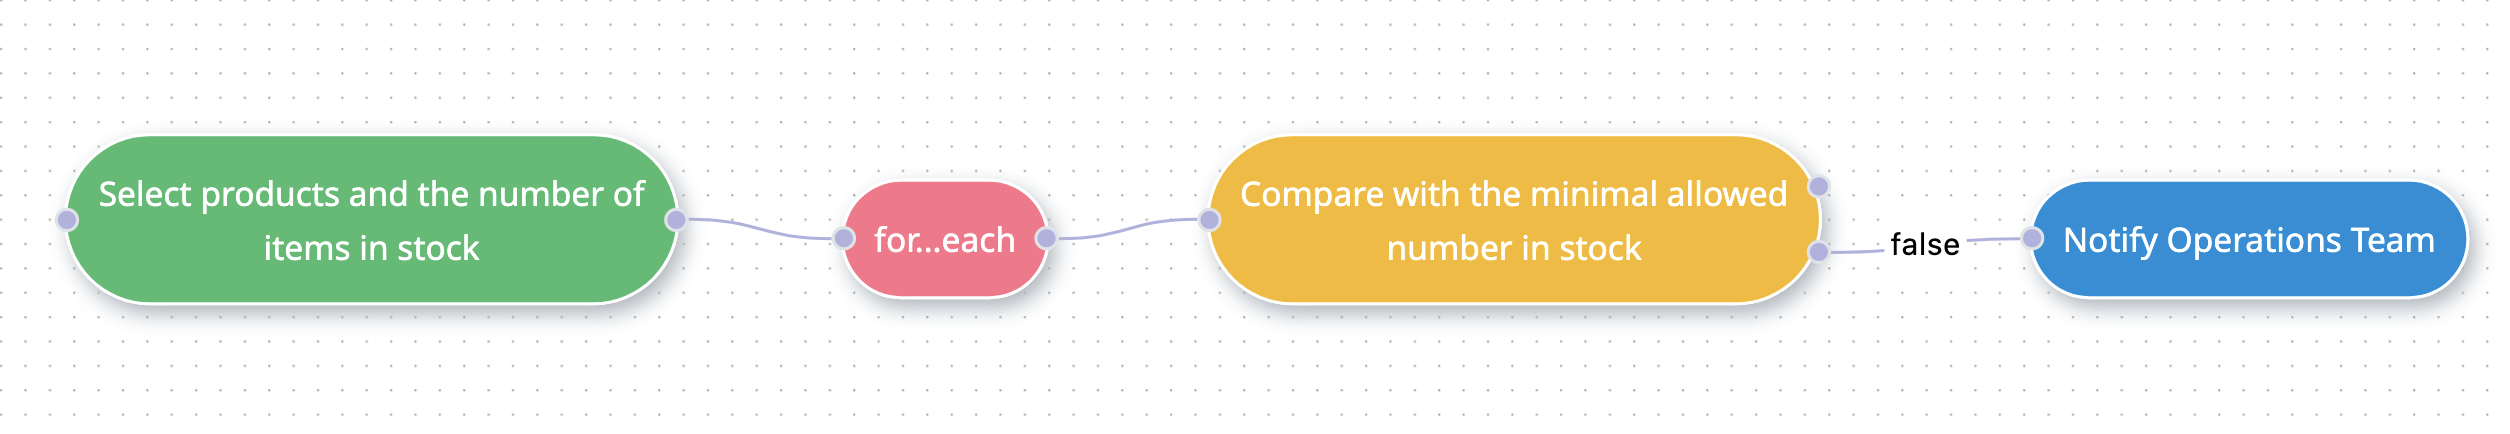 Select products and the number of
items in stock
for...each
Compare with the minimal allowed
number in stock
false
Notify Operations Team